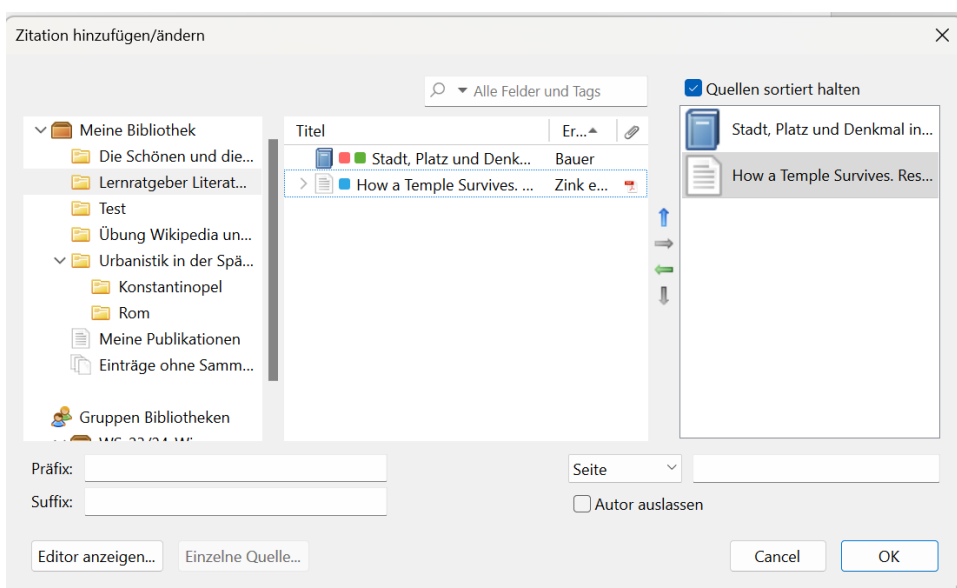 Zitation hinzufügen/ändern
Alle Felder und Tags
Quellen sortiert halten
Meine Bibliothek
Die Schönen und die...
Lernratgeber Literat...
Test
Übung Wikipedia un...
Urbanistik in der Spä...
Konstantinopel
Rom
Meine Publikationen
Einträge ohne Samm...
Gruppen Bibliotheken
Titel Er...
Stadt, Platz und Denk... Bauer
How a Temple Survives. ... Zink e...
Stadt, Platz und Denkmal in...
How a Temple Survives. Res...
Präfix:
Suffix:
Seite
Autor auslassen
Editor anzeigen...
Einzelne Quelle...
Cancel
OK